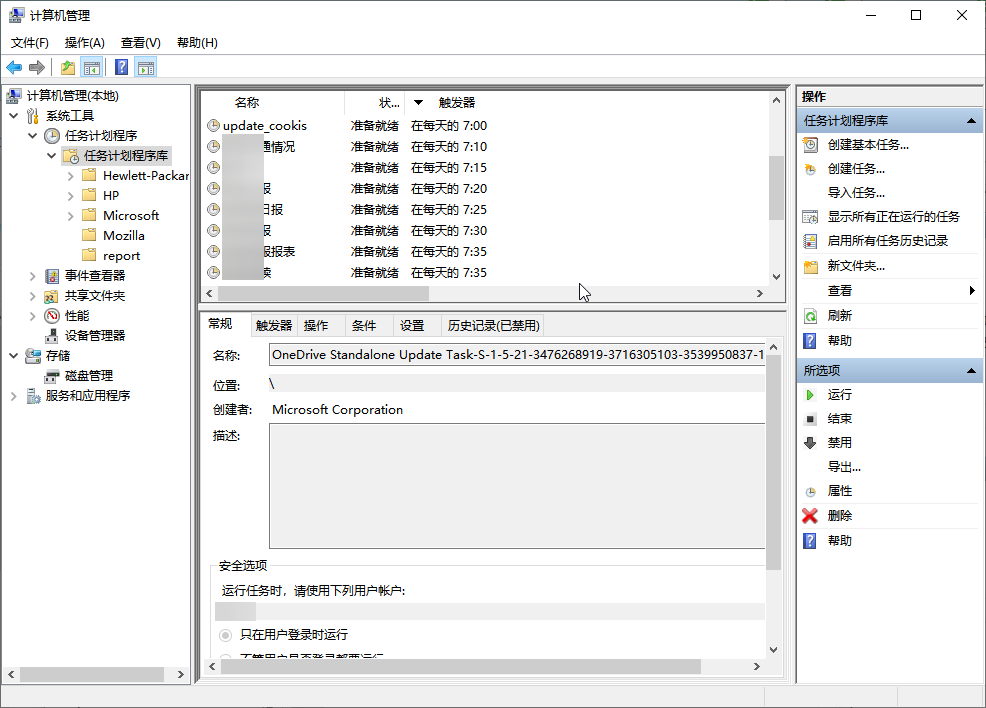 计算机管理
文件(F) 操作(A) 查看(V) 帮助(H)
计算机管理(本地)
系统工具
任务计划程序
任务计划程序库
Hewlett-Packar
HP
Microsoft
Mozilla
report
事件查看器
共享文件夹
性能
设备管理器
存储
磁盘管理
服务和应用程序
名称 状... 触发器
update_cookis 准备就绪 在每天的 7:00
通情况 准备就绪 在每天的 7:10
准备就绪 在每天的 7:15
报 准备就绪 在每天的 7:20
日报 准备就绪 在每天的 7:25
报 准备就绪 在每天的 7:30
报报表 准备就绪 在每天的 7:35
准备就绪 在每天的 7:35
常规 触发器 操作 条件 设置 历史记录(已禁用)
名称: OneDrive Standalone Update Task-S-1-5-21-3476268919-3716305103-3539950837-1
位置: \
创建者: Microsoft Corporation
描述:
安全选项
运行任务时，请使用下列用户帐户:
只在用户登录时运行
不管用户是否登录都要运行
操作
任务计划程序库
创建基本任务...
创建任务...
导入任务...
显示所有正在运行的任务
启用所有任务历史记录
新文件夹...
查看
刷新
帮助
所选项
运行
结束
禁用
导出...
属性
删除
帮助